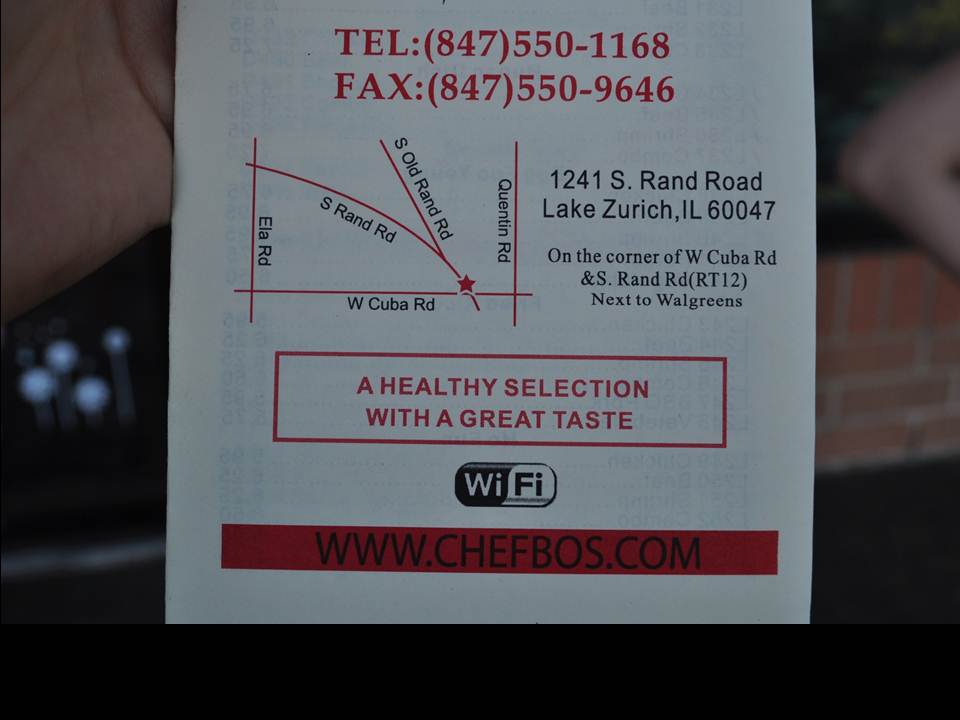 TEL:(847)550-1168
FAX:(847)550-9646
S Old Rand Rd
S Rand Rd
Quentin Rd
Ela Rd
W Cuba Rd
1241 S. Rand Road
Lake Zurich,IL 60047
On the corner of W Cuba Rd
&S. Rand Rd(RT12)
Next to Walgreens
A HEALTHY SELECTION
WITH A GREAT TASTE
Wi Fi
WWW.CHEFBOS.COM